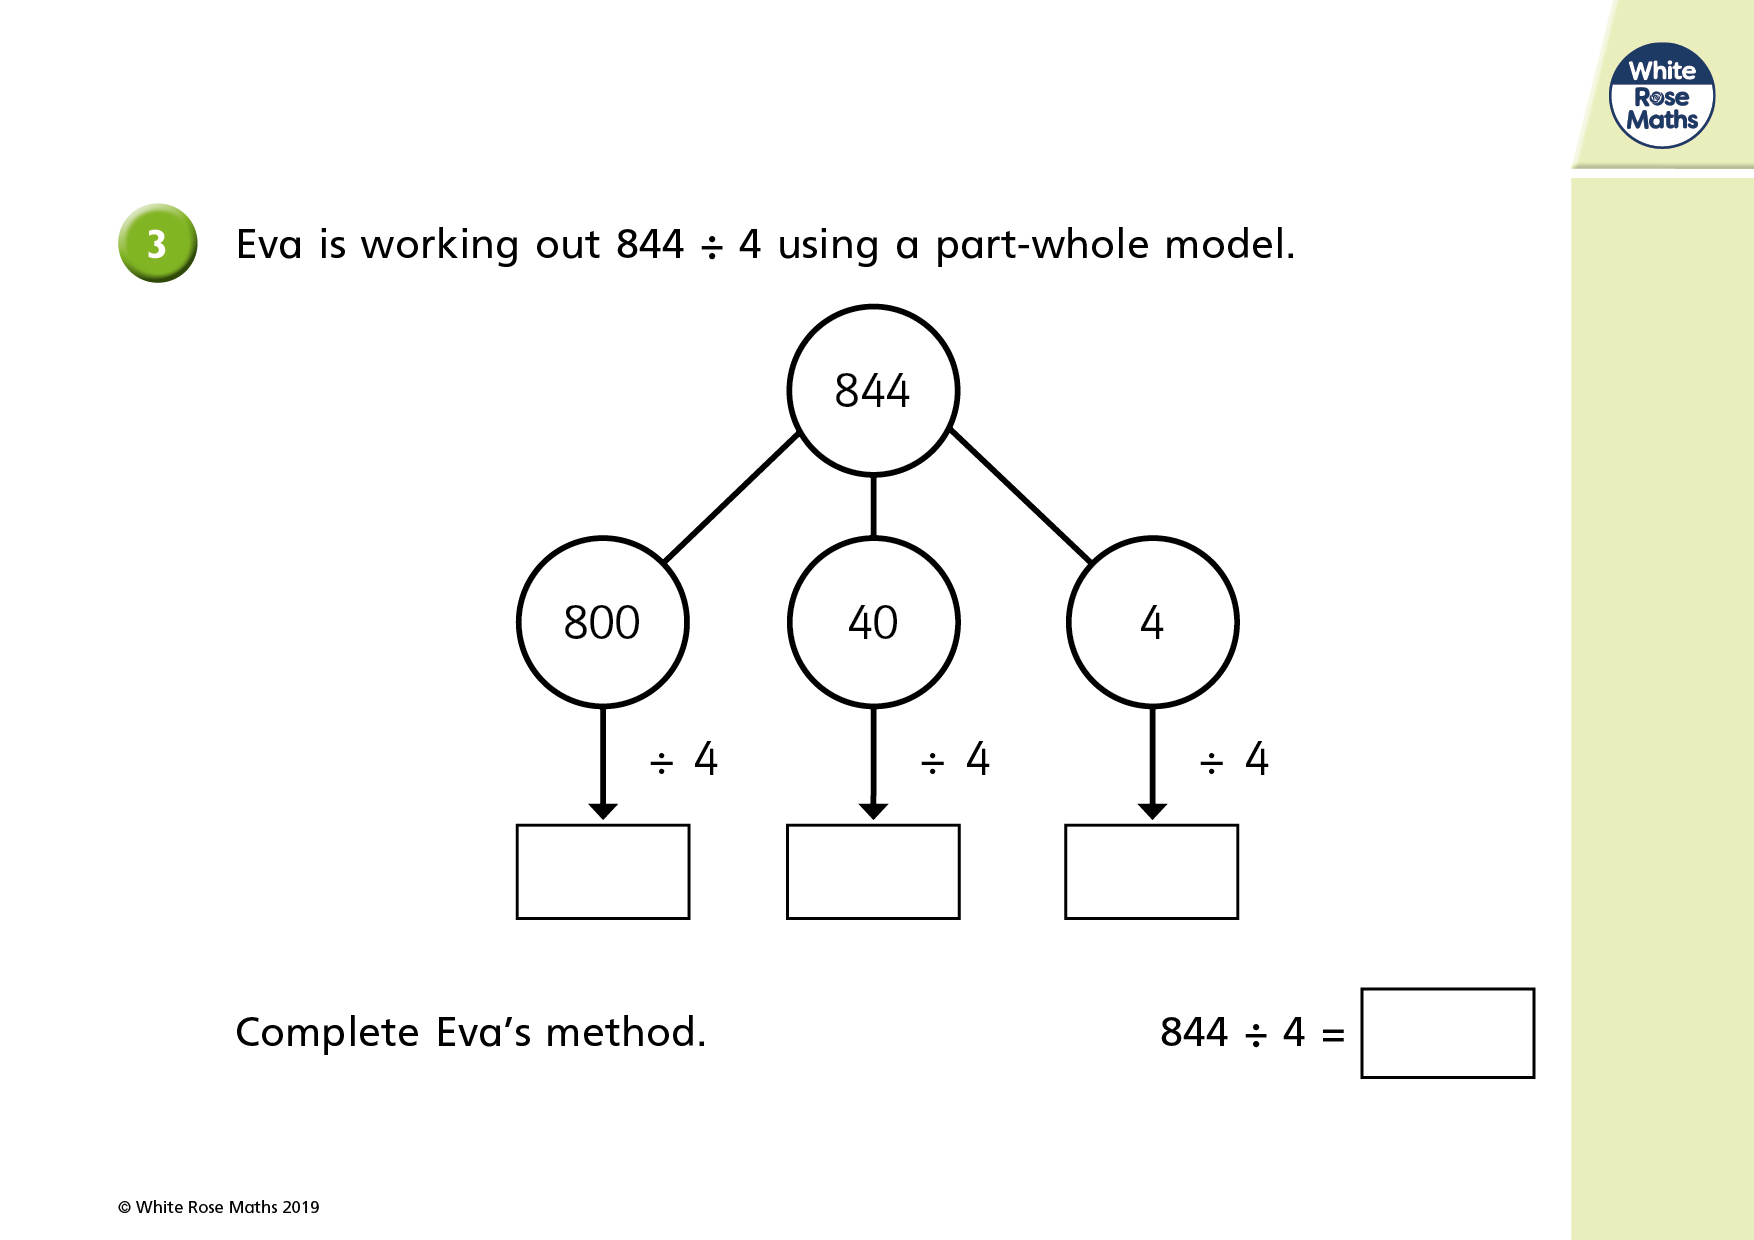 White
Rose
Maths
3 Eva is working out 844 ÷ 4 using a part-whole model.
844
800 40 4
÷ 4 ÷ 4 ÷ 4
Complete Eva’s method. 844 ÷ 4 =
© White Rose Maths 2019